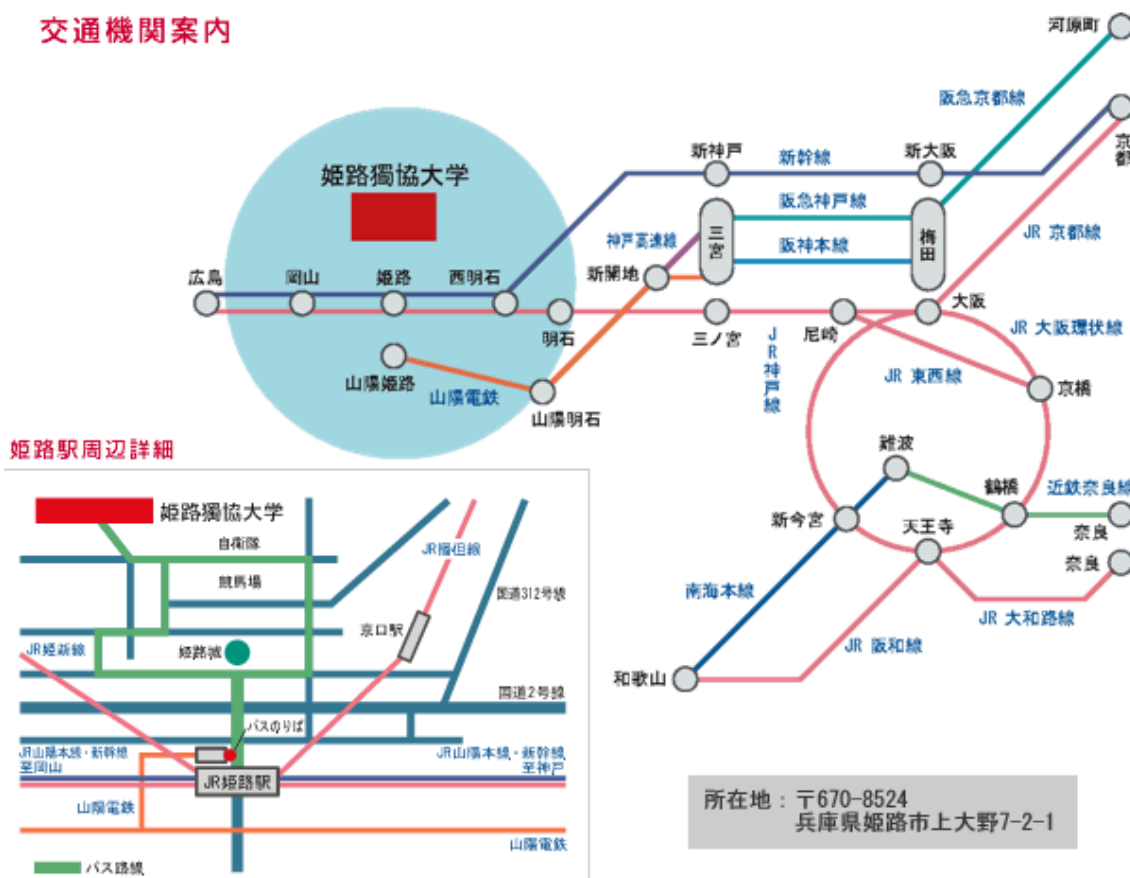 交通機関案内
河原町
阪急京都線
京都
新神戸
新幹線
新大阪
姫路獨協大学
阪急神戸線
三宮
梅田
JR 京都線
神戸高速線
阪神本線
新開地
広島
岡山
姫路
西明石
大阪
明石
三ノ宮
尼崎
JR 大阪環状線
JR神戸線
JR 東西線
京橋
山陽姫路
山陽電鉄
山陽明石
難波
鶴橋
近鉄奈良線
新今宮
天王寺
奈良
奈良
南海本線
JR 大和路線
JR 阪和線
和歌山
姫路駅周辺詳細
姫路獨協大学
自衛隊
JR播但線
競馬場
国道312号線
京口駅
JR姫新線
姫路城
国道2号線
バスのりば
JR山陽本線・新幹線
至岡山
JR山陽本線・新幹線
至神戸
JR姫路駅
山陽電鉄
山陽電鉄
バス路線
所在地：〒670-8524
兵庫県姫路市上大野7-2-1